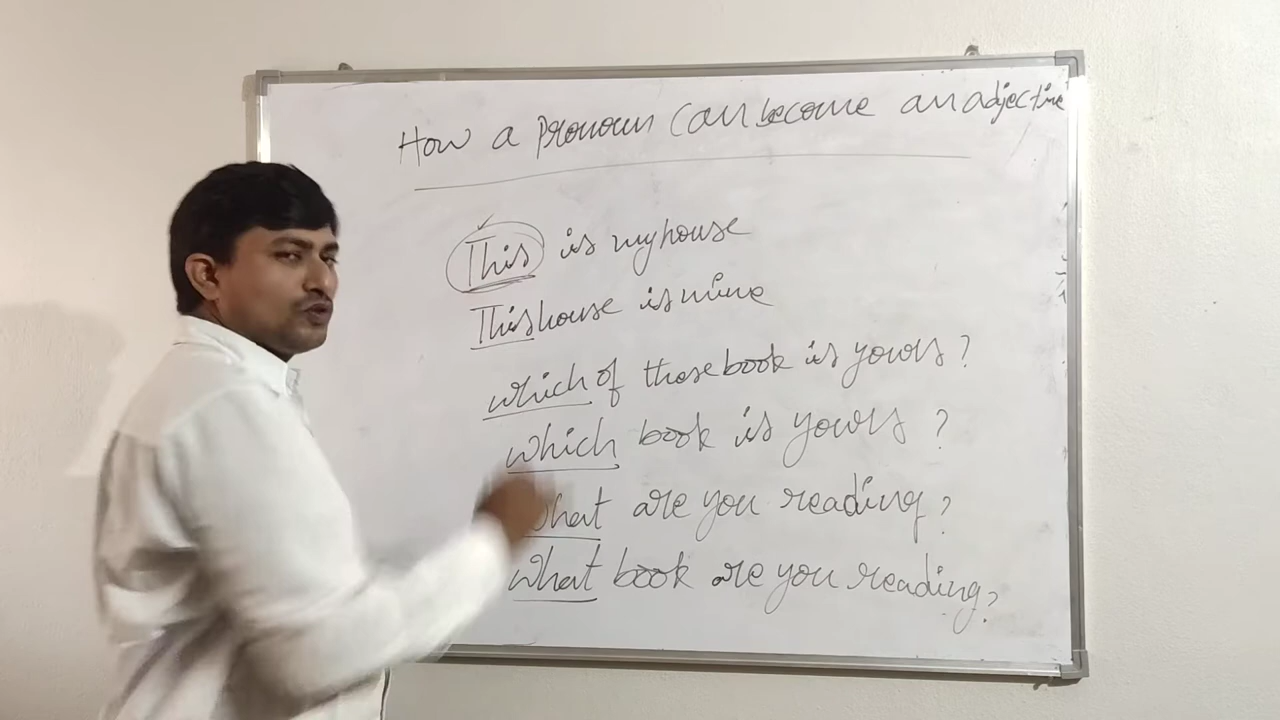 How a Pronoun Can become an adjective
This is my house
This house is mine
which of those book is yours?
which book is yours?
What are you reading?
What book are you reading?